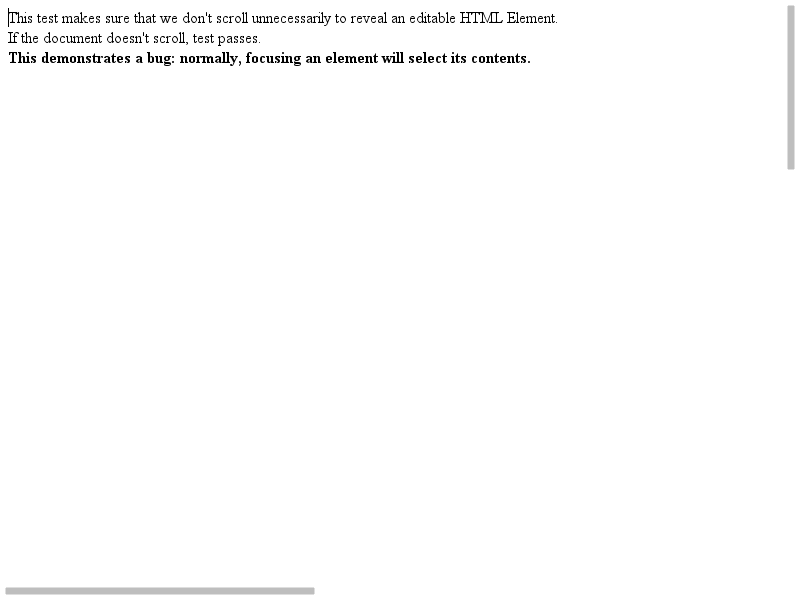 This test makes sure that we don't scroll unnecessarily to reveal an editable HTML Element.
If the document doesn't scroll, test passes.
This demonstrates a bug: normally, focusing an element will select its contents.